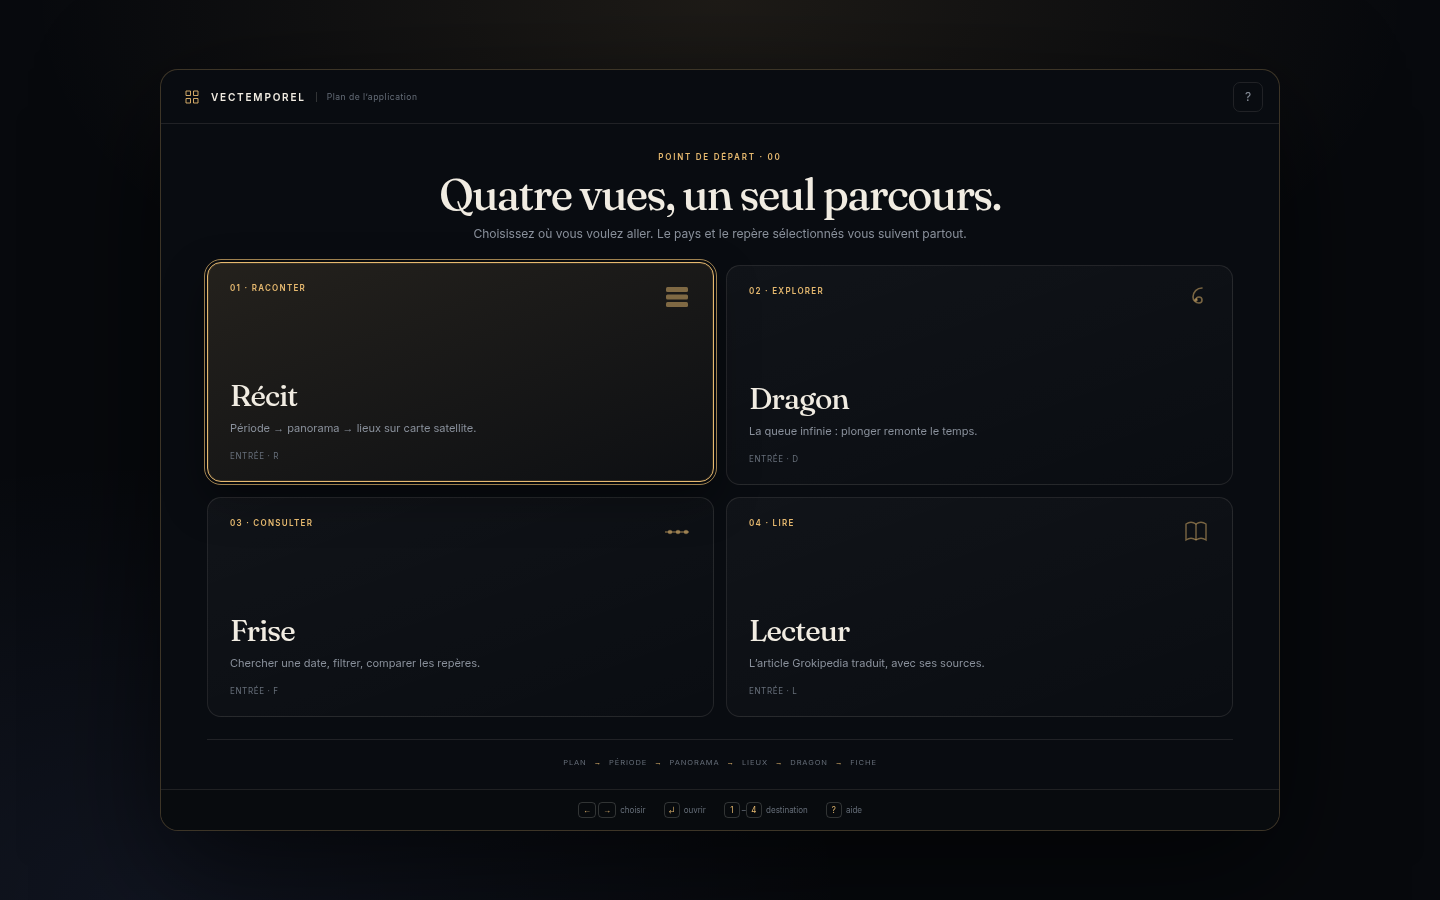 VECTEMPOREL | Plan de l'application
?
POINT DE DÉPART · 00
Quatre vues, un seul parcours.
Choisissez où vous voulez aller. Le pays et le repère sélectionnés vous suivent partout.
01 · RACONTER
Récit
Période → panorama → lieux sur carte satellite.
ENTRÉE · R
02 · EXPLORER
Dragon
La queue infinie : plonger remonte le temps.
ENTRÉE · D
03 · CONSULTER
Frise
Chercher une date, filtrer, comparer les repères.
ENTRÉE · F
04 · LIRE
Lecteur
L'article Grokipedia traduit, avec ses sources.
ENTRÉE · L
PLAN → PÉRIODE → PANORAMA → LIEUX → DRAGON → FICHE
← → choisir ↵ ouvrir 1–4 destination ? aide